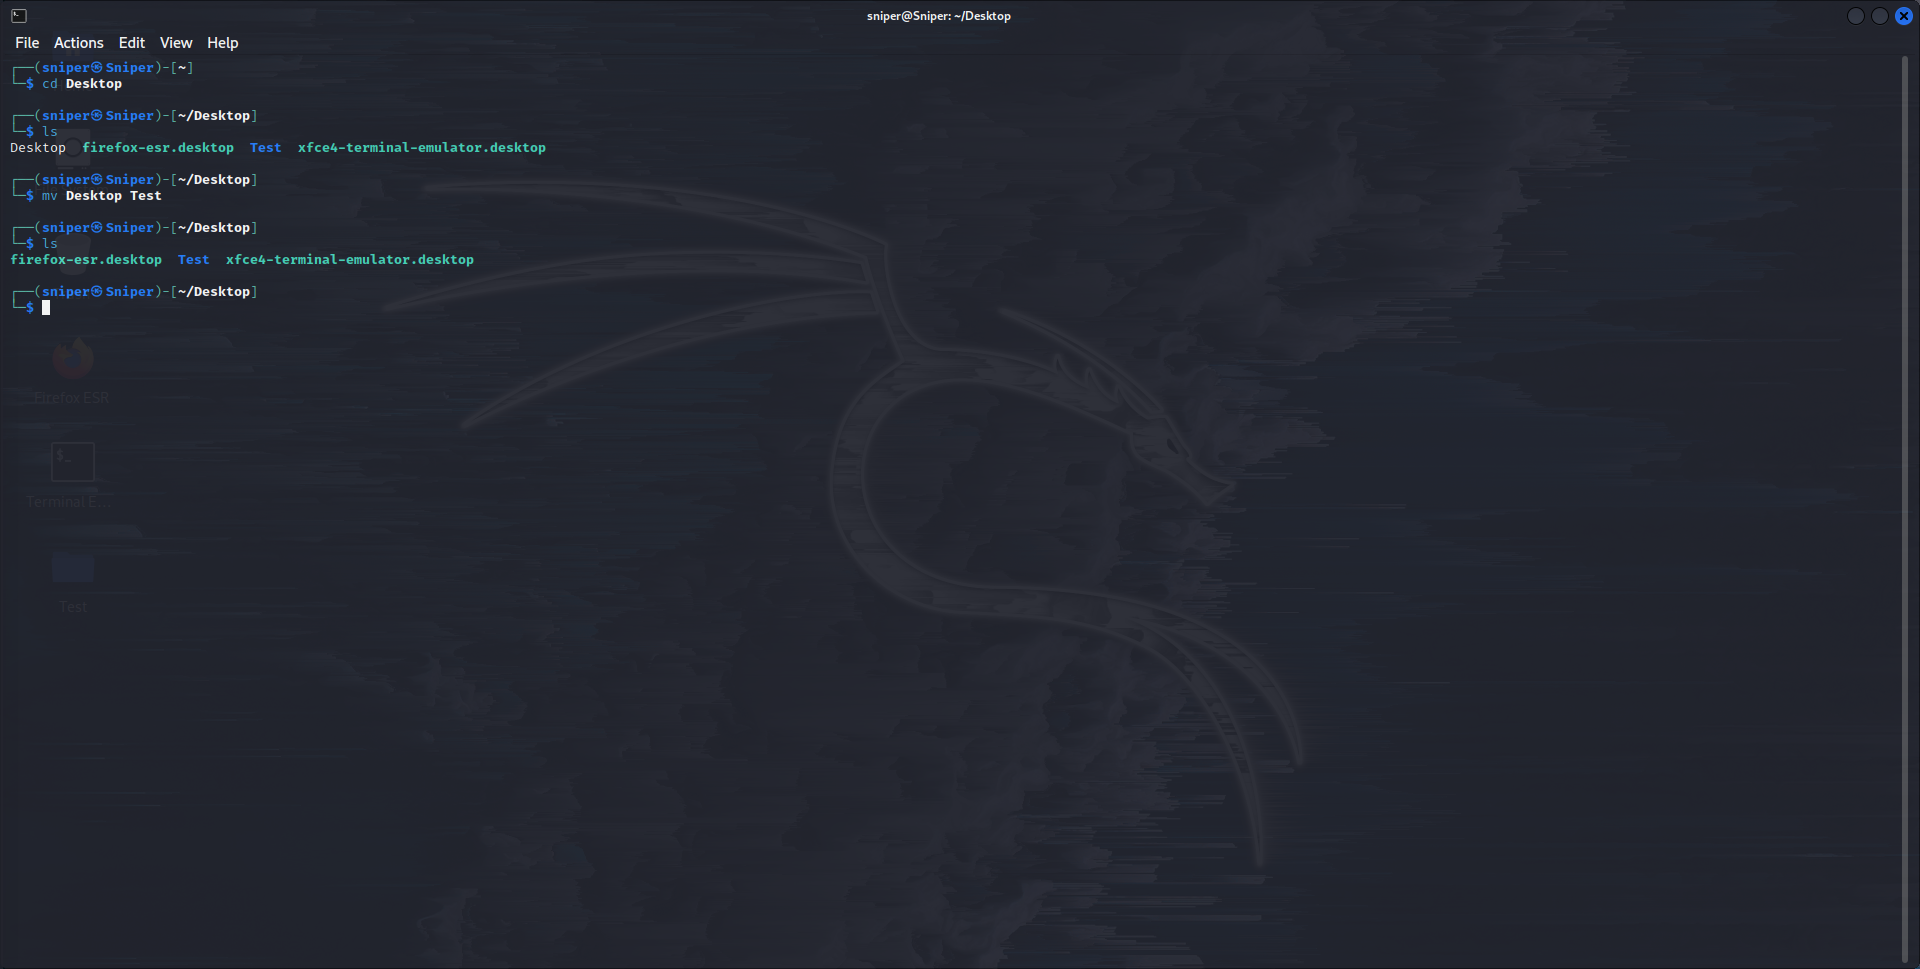 sniper@Sniper: ~/Desktop
File Actions Edit View Help
┌──(sniper㉿Sniper)-[~]
└─$ cd Desktop
┌──(sniper㉿Sniper)-[~/Desktop]
└─$ ls
Desktop firefox-esr.desktop Test xfce4-terminal-emulator.desktop
┌──(sniper㉿Sniper)-[~/Desktop]
└─$ mv Desktop Test
┌──(sniper㉿Sniper)-[~/Desktop]
└─$ ls
firefox-esr.desktop Test xfce4-terminal-emulator.desktop
┌──(sniper㉿Sniper)-[~/Desktop]
└─$
Firefox ESR
$_
Terminal E...
Test